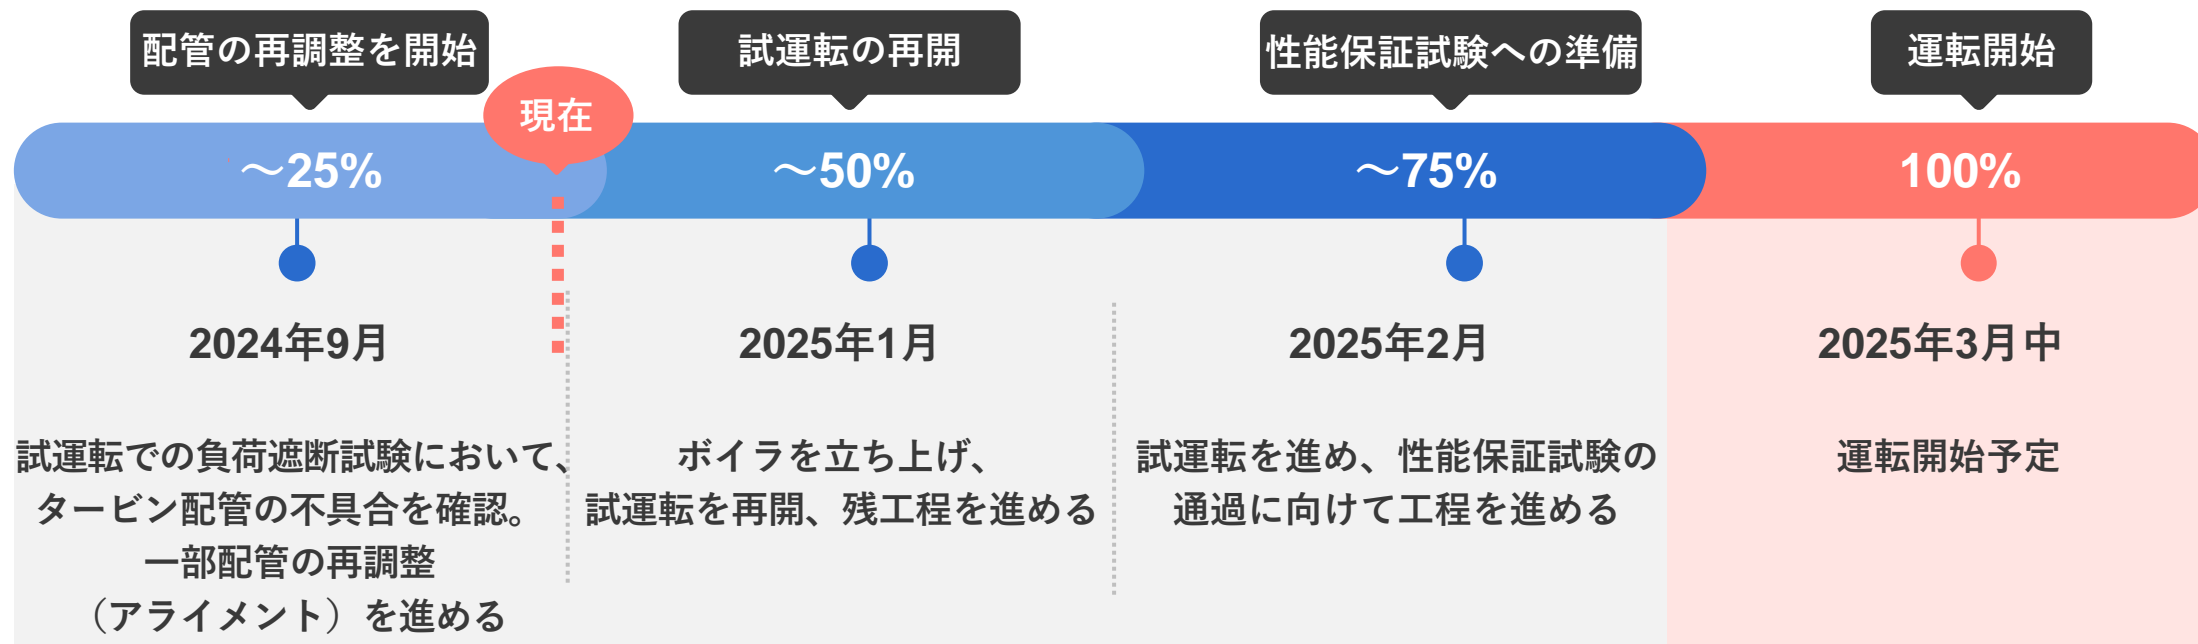 配管の再調整を開始
試運転の再開
性能保証試験への準備
運転開始
現在
～25%
～50%
～75%
100%
2024年9月
2025年1月
2025年2月
2025年3月中
試運転での負荷遮断試験において、
タービン配管の不具合を確認。
一部配管の再調整
（アライメント）を進める
ボイラを立ち上げ、
試運転を再開、残工程を進める
試運転を進め、性能保証試験の
通過に向けて工程を進める
運転開始予定